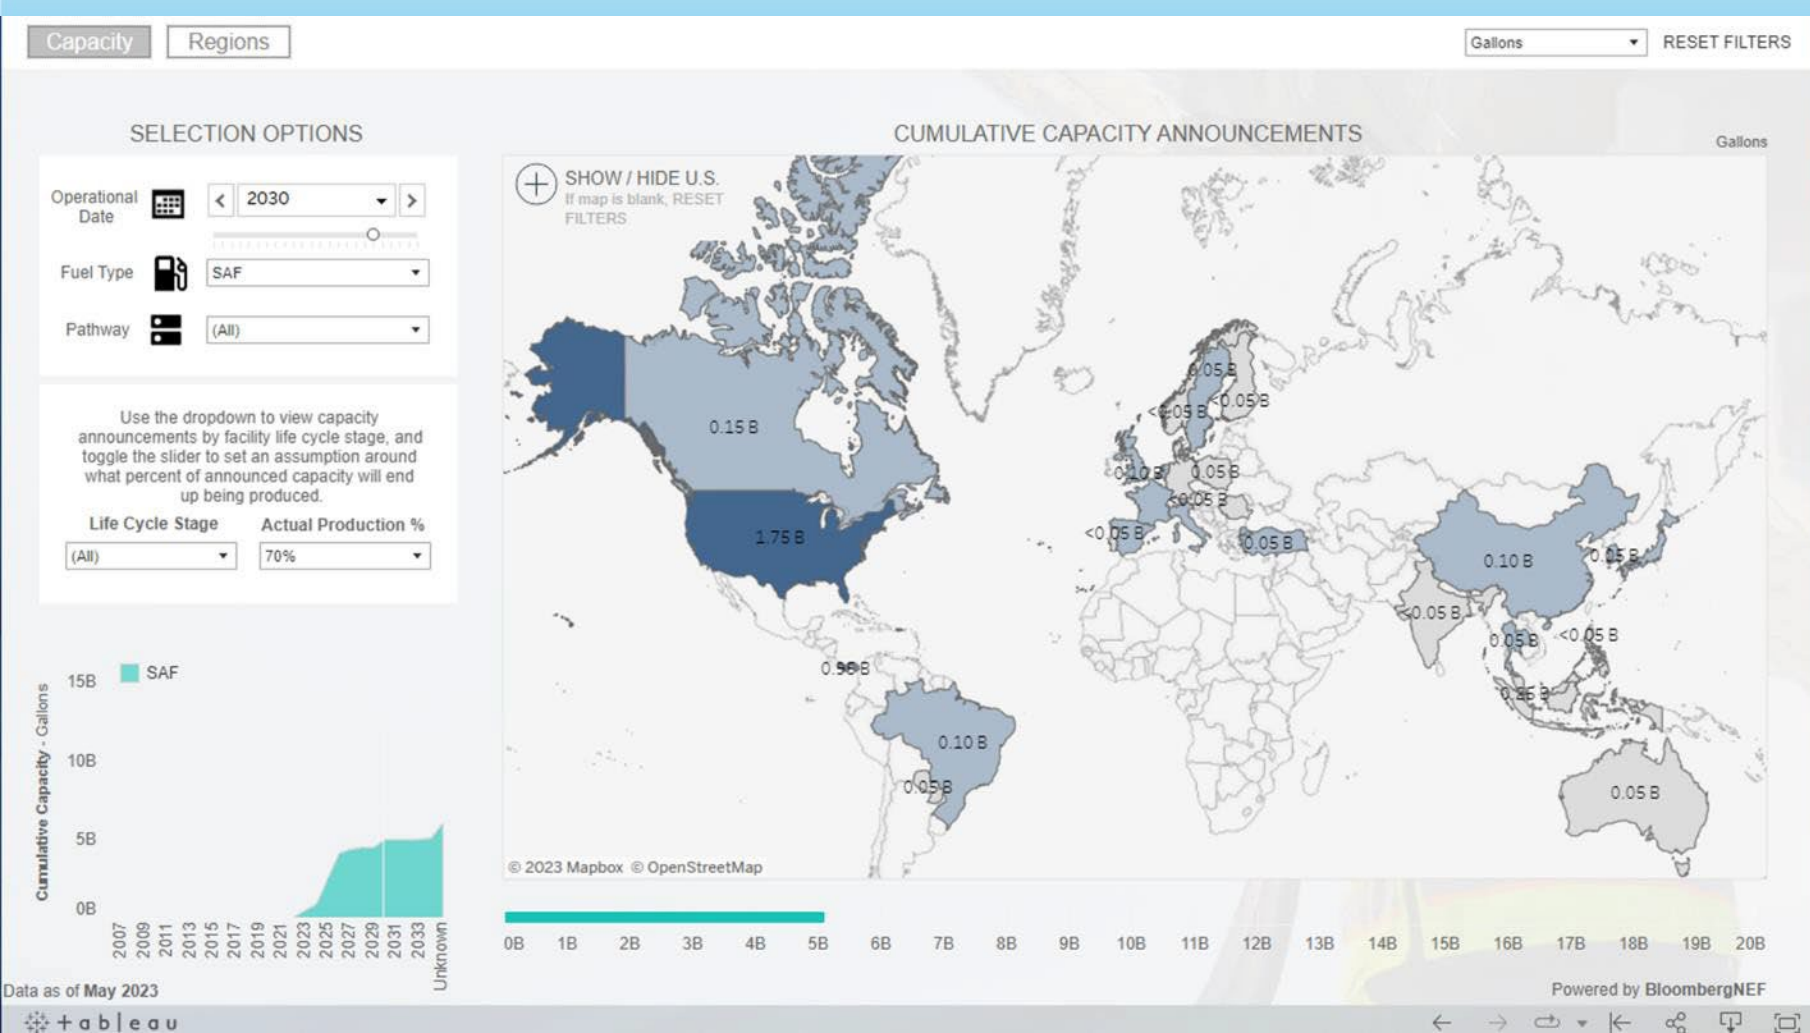 Capacity
Regions
Gallons
RESET FILTERS
SELECTION OPTIONS
Operational
Date
2030
Fuel Type
SAF
Pathway
(All)
Use the dropdown to view capacity
announcements by facility life cycle stage, and
toggle the slider to set an assumption around
what percent of announced capacity will end
up being produced.
Life Cycle Stage
Actual Production %
(All)
70%
SAF
Cumulative Capacity - Gallons
15B
10B
5B
0B
2007
2009
2011
2013
2015
2017
2019
2021
2023
2025
2027
2029
2031
2033
Unknown
Data as of May 2023
CUMULATIVE CAPACITY ANNOUNCEMENTS
Gallons
SHOW / HIDE U.S.
If map is blank, RESET
FILTERS
0.15 B
1.75 B
0.10 B
0.05 B
0.05 B
<0.05 B
<0.05 B
0.10 B
0.05 B
<0.05 B
<0.05 B
0.05 B
0.10 B
0.05 B
<0.05 B
0.05 B
<0.05 B
0.05 B
© 2023 Mapbox © OpenStreetMap
0B
1B
2B
3B
4B
5B
6B
7B
8B
9B
10B
11B
12B
13B
14B
15B
16B
17B
18B
19B
20B
Powered by BloombergNEF
+ a b | e a u